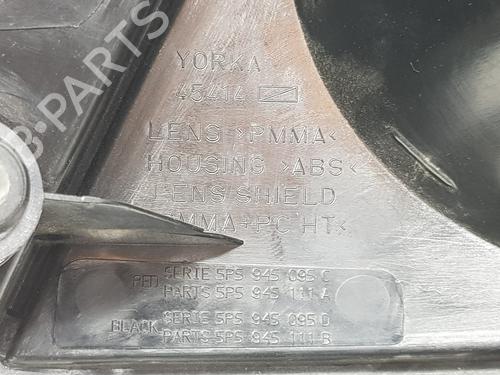 B-PARTS
YORKA
45414
LENS >PMMA<
HOUSING >ABS<
LENS/SHIELD
PMMA+PC HT<
RED SERIE 5P5 945 095 C
PARTS 5P5 945 111 A
BLACK SERIE 5P5 945 095 D
PARTS 5P5 945 111 B